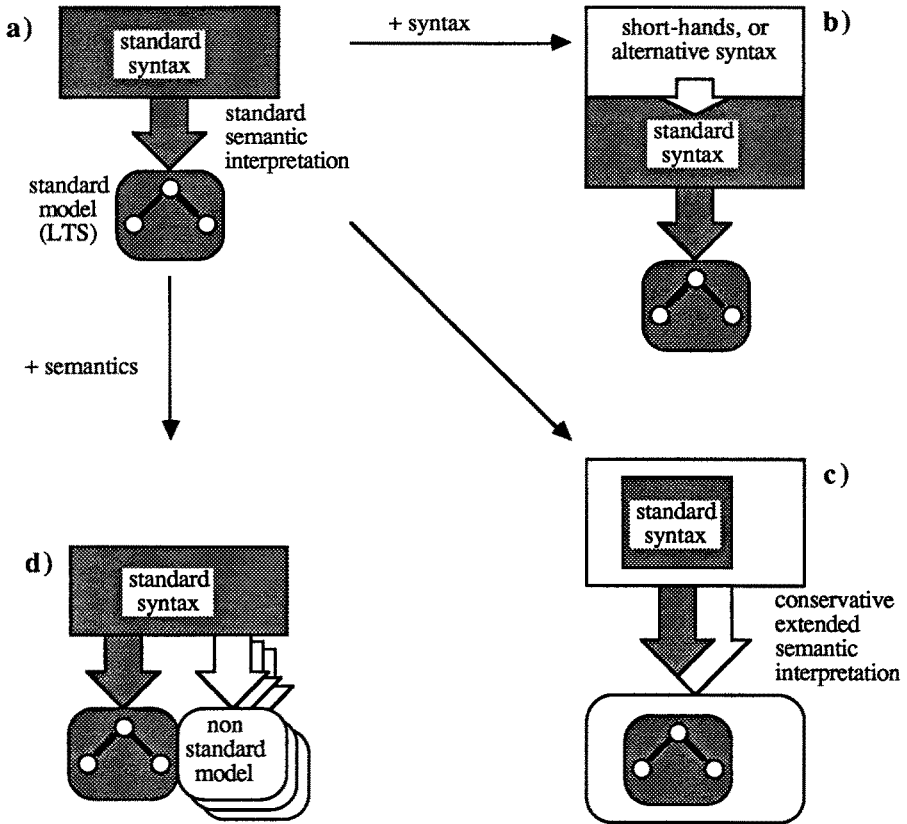 a)
standard
syntax
standard
semantic
interpretation
standard
model
(LTS)
+ syntax
b)
short-hands, or
alternative syntax
standard
syntax
+ semantics
c)
standard
syntax
conservative
extended
semantic
interpretation
d)
standard
syntax
non
standard
model